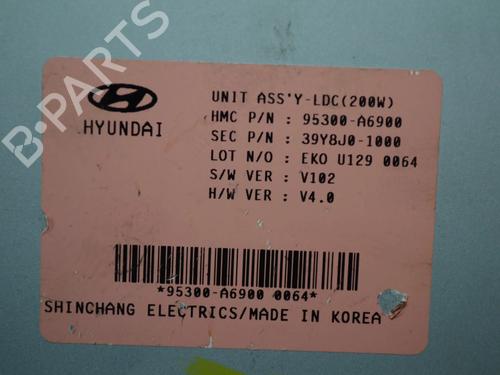 B-PARTS
HYUNDAI
UNIT ASS'Y-LDC(200W)
HMC P/N : 95300-A6900
SEC P/N : 39Y8J0-1000
LOT N/O : EKO U129 0064
S/W VER : V102
H/W VER : V4.0
*95300-A6900 0064*
SHINCHANG ELECTRICS/MADE IN KOREA